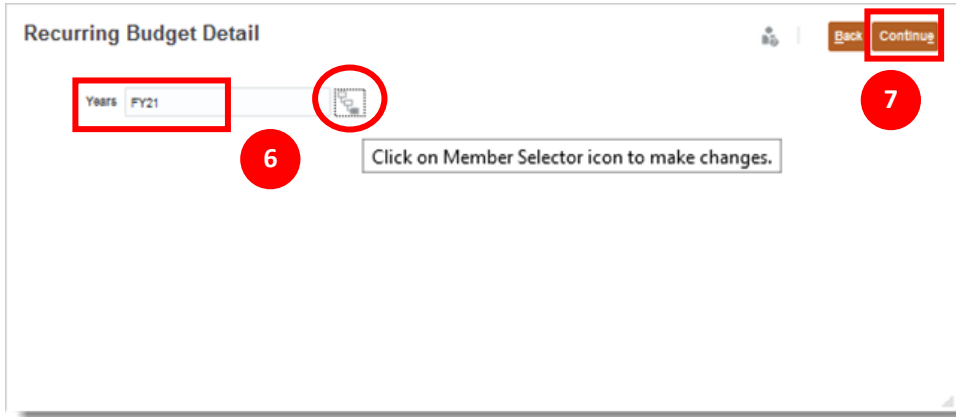 Recurring Budget Detail
Back Continue
Years FY21
7
6
Click on Member Selector icon to make changes.